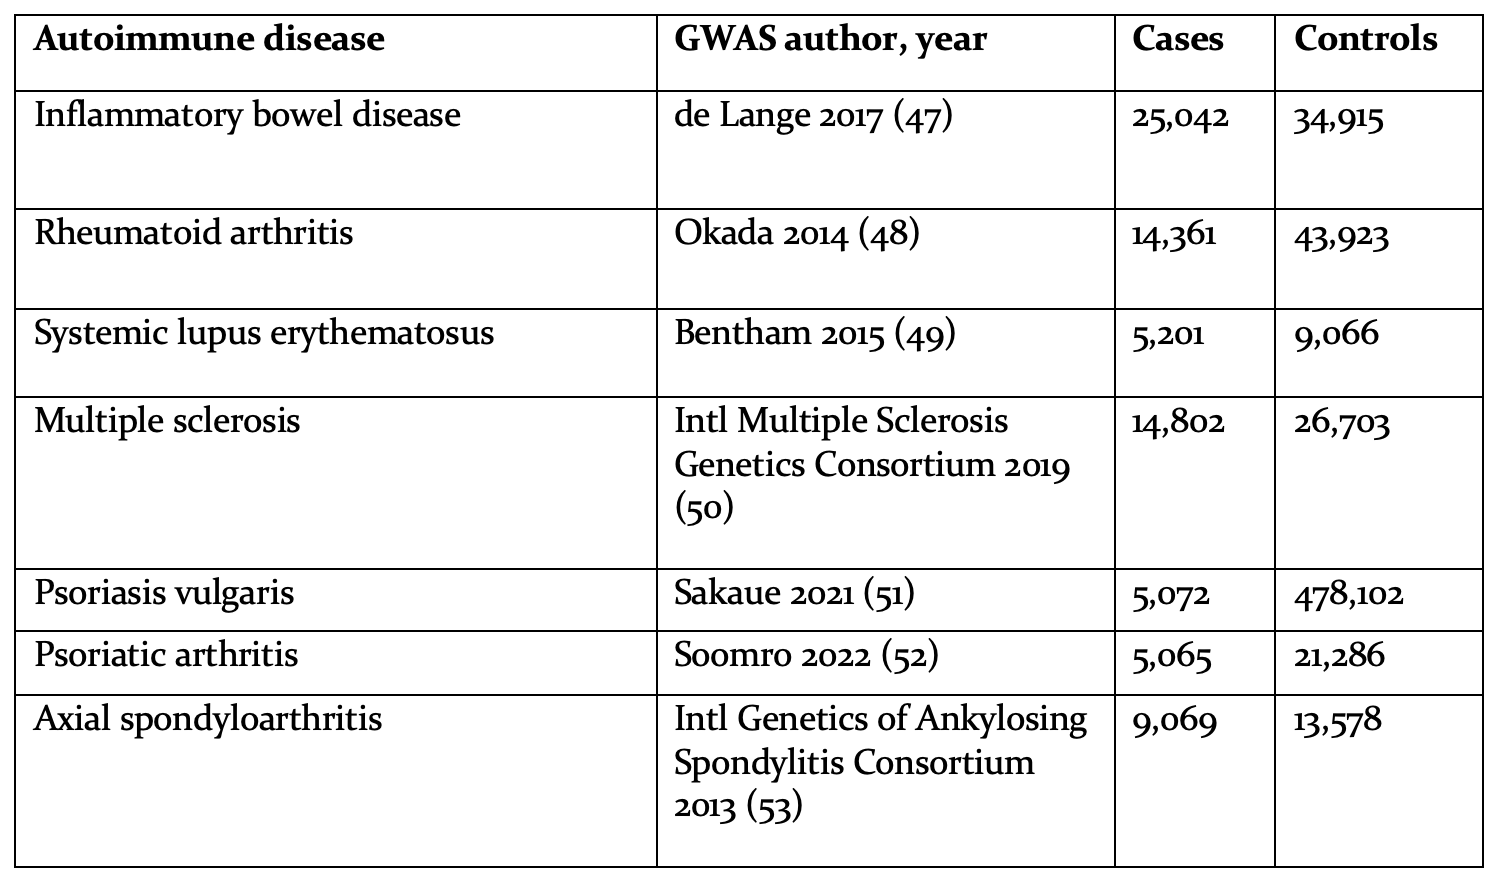 Autoimmune disease GWAS author, year Cases Controls
Inflammatory bowel disease de Lange 2017 (47) 25,042 34,915
Rheumatoid arthritis Okada 2014 (48) 14,361 43,923
Systemic lupus erythematosus Bentham 2015 (49) 5,201 9,066
Multiple sclerosis Intl Multiple Sclerosis 14,802 26,703
Genetics Consortium 2019
(50)
Psoriasis vulgaris Sakaue 2021 (51) 5,072 478,102
Psoriatic arthritis Soomro 2022 (52) 5,065 21,286
Axial spondyloarthritis Intl Genetics of Ankylosing 9,069 13,578
Spondylitis Consortium
2013 (53)